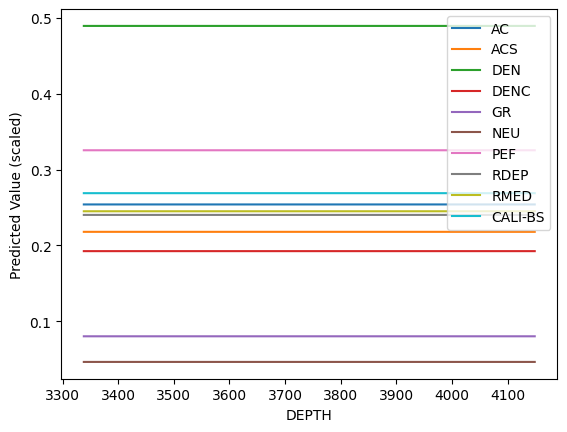 0.5
0.4
0.3
0.2
0.1
Predicted Value (scaled)
AC
ACS
DEN
DENC
GR
NEU
PEF
RDEP
RMED
CALI-BS
3300 3400 3500 3600 3700 3800 3900 4000 4100
DEPTH